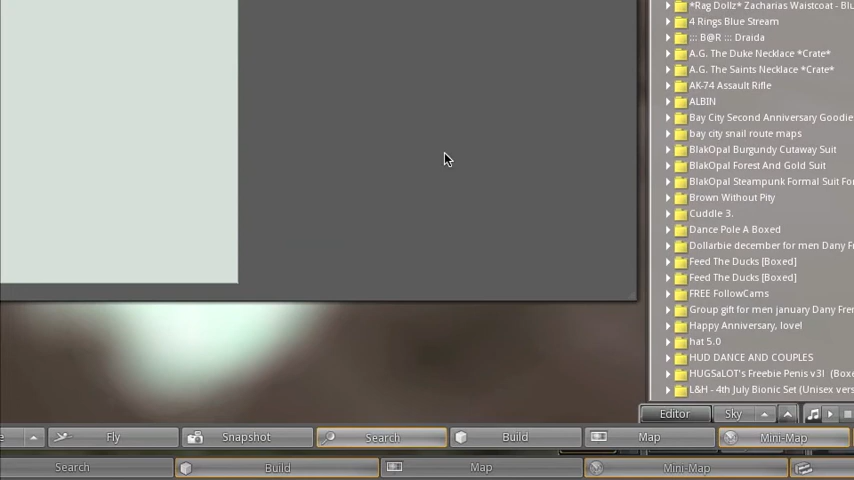 *Rag Dollz* Zacharias Waistcoat - Blu
4 Rings Blue Stream
::: B@R ::: Draida
A.G. The Duke Necklace *Crate*
A.G. The Saints Necklace *Crate*
AK-74 Assault Rifle
ALBIN
Bay City Second Anniversary Goodie
bay city snail route maps
BlakOpal Burgundy Cutaway Suit
BlakOpal Forest And Gold Suit
BlakOpal Steampunk Formal Suit For
Brown Without Pity
Cuddle 3.
Dance Pole A Boxed
Dollarbie december for men Dany Fr
Feed The Ducks [Boxed]
Feed The Ducks [Boxed]
FREE FollowCams
Group gift for men january Dany Fre
Happy Anniversary, love!
hat 5.0
HUD DANCE AND COUPLES
HUGSaLOT's Freebie Penis v3! (Boxe
L&H - 4th July Bionic Set (Unisex vers
Editor Sky
e Fly Snapshot Search Build Map Mini-Map
Search Build Map Mini-Map